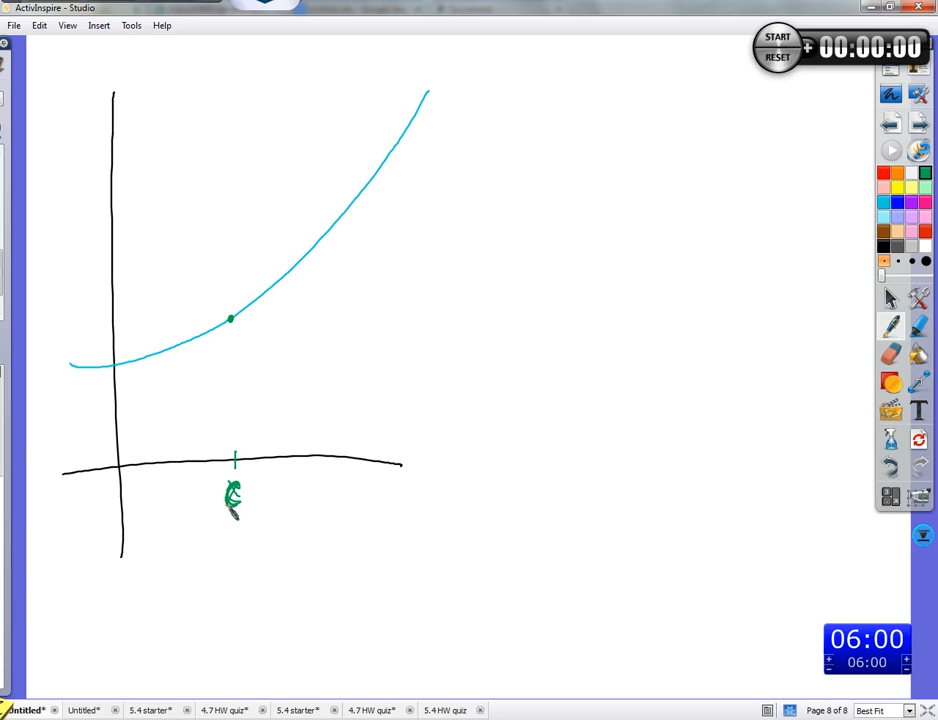 ActivInspire - Studio
File Edit View Insert Tools Help
START
RESET
00:00:00
c
06:00
06:00
Untitled* Untitled* 5.4 starter* 4.7 HW quiz* 5.4 starter* 4.7 HW quiz* 5.4 HW quiz
Page 8 of 8 Best Fit